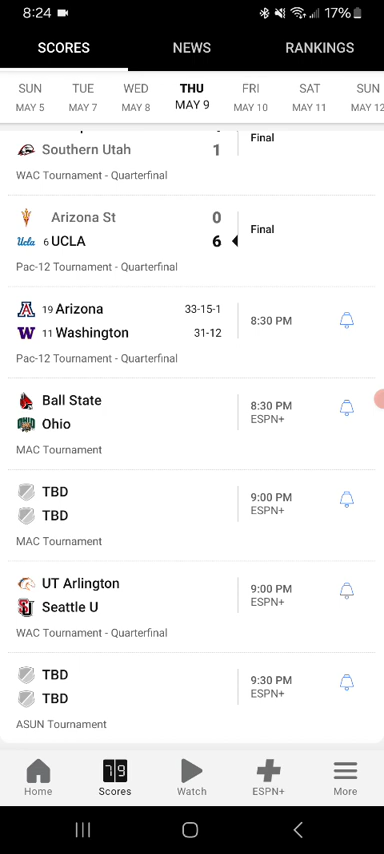 8:24 17%
SCORES NEWS RANKINGS
SUN TUE WED THU FRI SAT SUN
MAY 5 MAY 7 MAY 8 MAY 9 MAY 10 MAY 11 MAY 12
Southern Utah 1 Final
WAC Tournament - Quarterfinal
Arizona St 0
Ucla 6 UCLA 6 Final
Pac-12 Tournament - Quarterfinal
19 Arizona 33-15-1 8:30 PM
11 Washington 31-12
Pac-12 Tournament - Quarterfinal
Ball State 8:30 PM
Ohio ESPN+
MAC Tournament
TBD 9:00 PM
TBD ESPN+
MAC Tournament
UT Arlington 9:00 PM
Seattle U ESPN+
WAC Tournament - Quarterfinal
TBD 9:30 PM
TBD ESPN+
ASUN Tournament
7 9
Home Scores Watch ESPN+ More